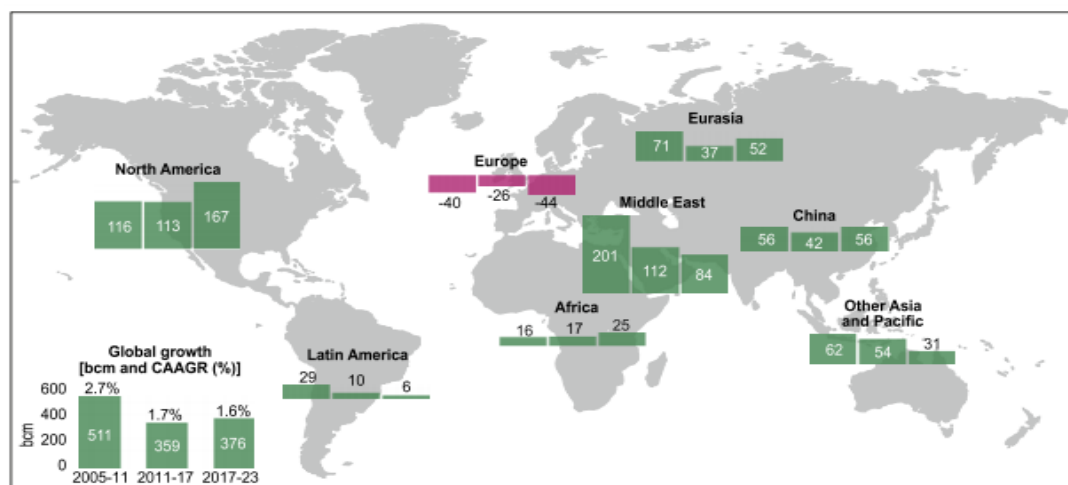 Eurasia
71 37 52
North America
116 113 167
Europe
-40 -26 -44
Middle East
201 112 84
China
56 42 56
Africa
16 17 25
Other Asia
and Pacific
62 54 31
Latin America
29 10 6
Global growth
[bcm and CAAGR (%)]
600
400
200
0
bcm
2.7%
1.7%
1.6%
511 359 376
2005-11 2011-17 2017-23